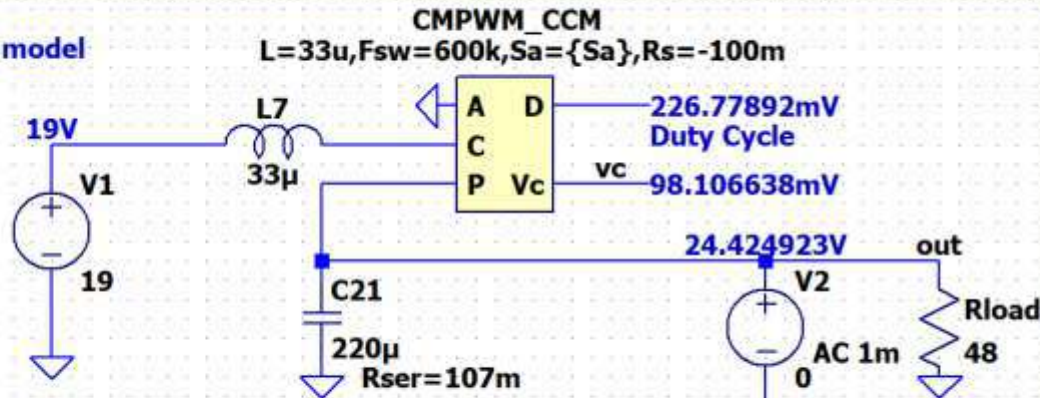 CMPWM_CCM
model
L=33u,Fsw=600k,Sa={Sa},Rs=-100m
19V
L7
A
D
226.77892mV
Duty Cycle
C
33µ
V1
P
Vc
vc
98.106638mV
24.424923V
out
19
C21
V2
Rload
220µ
AC 1m
48
Rser=107m
0